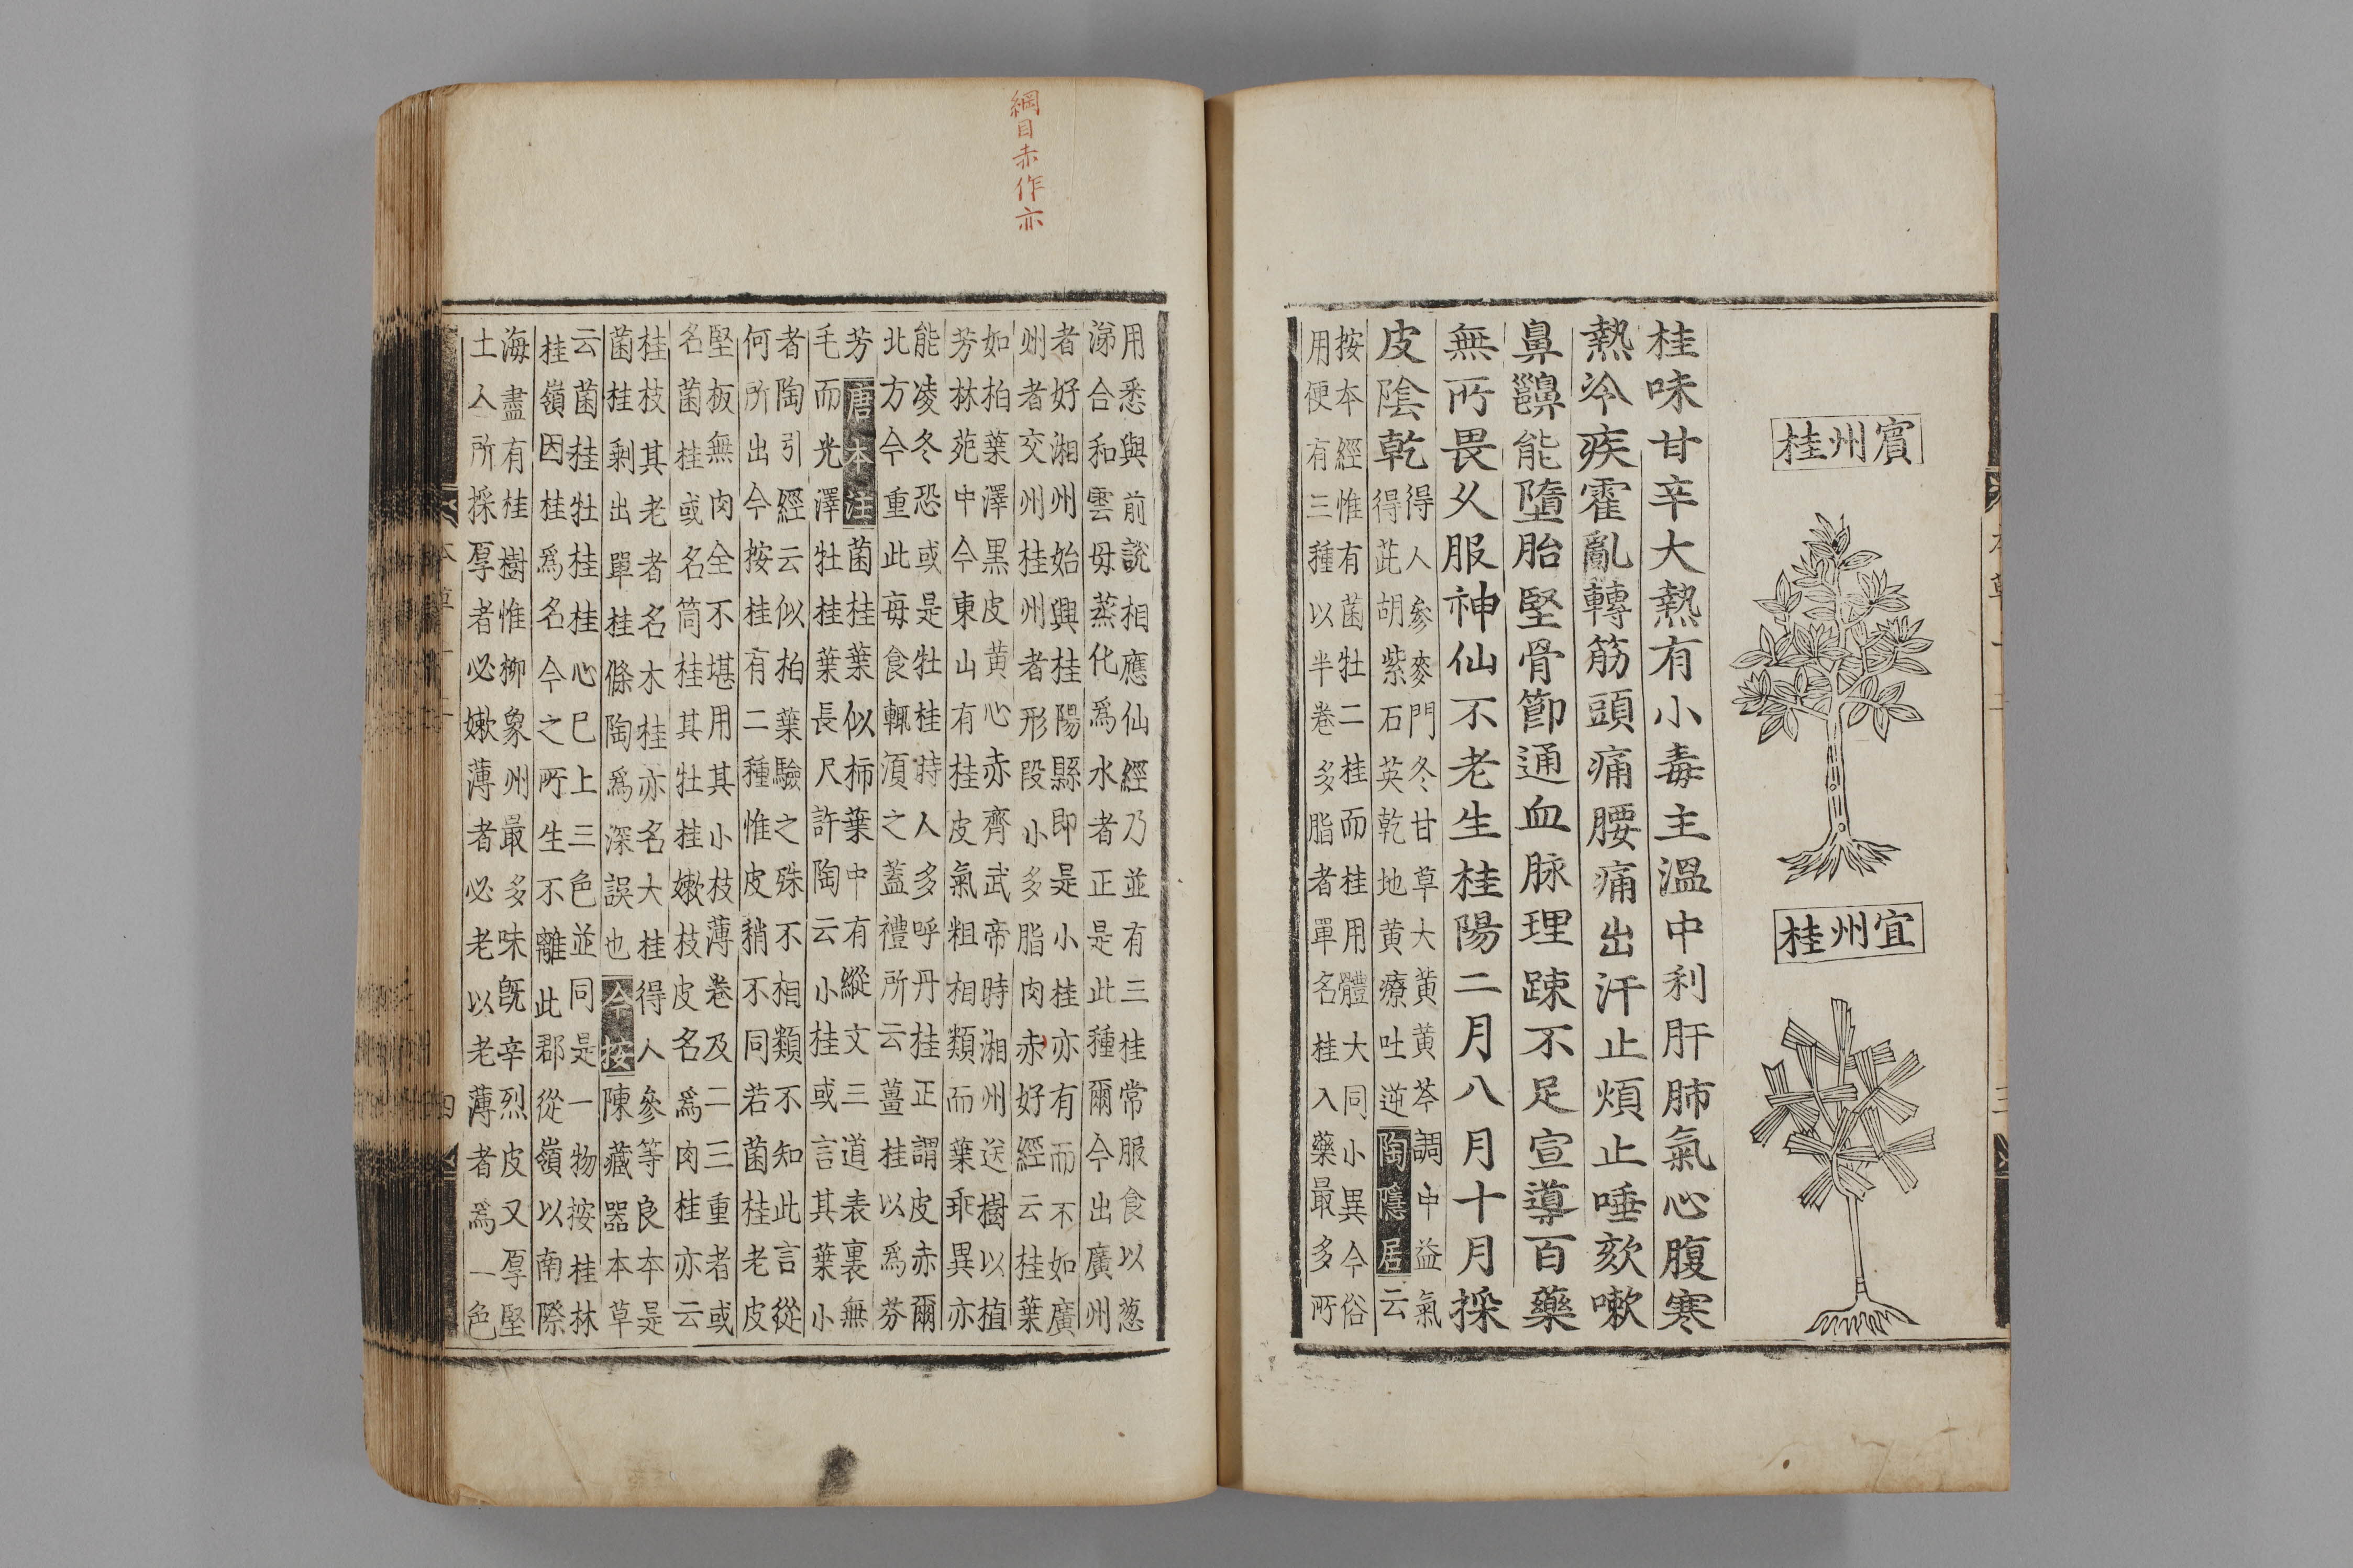 賓州桂
宜州桂
桂味甘辛大熱有小毒主溫中利肝肺氣心腹寒
熱冷疾霍亂轉筋頭痛腰痛出汗止煩止唾欬嗽
鼻齆能墮胎堅骨節通血脉理踈不足宣導百藥
無所畏久服神仙不老生桂陽二月八月十月採
皮陰乾
得人參麥門冬甘草大黃黃芩調中益氣
得茈胡紫石英乾地黃療吐逆陶隱居云
按本經惟有菌牡二桂而桂用體大同小異今俗
用便有三種以半卷多脂者單名桂入藥最多所
綱目赤作亦
用悉與前說相應仙經乃並有三桂常服食以葱
涕合和雲母蒸化爲水者正是此種爾今出廣州
者好湘州始興桂陽縣即是小桂亦有而不如廣
州者交州桂州者形段小多脂肉赤好經云桂葉
如柏葉澤黑皮黃心赤齊武帝時湘州送樹以植
芳林苑中今東山有桂皮氣粗相類而葉乖異亦
能凌冬恐或是牡桂時人多呼丹桂正謂皮赤爾
北方今重此每食輒湏之蓋禮所云薑桂以爲芬
芳唐本注菌桂葉似柿葉中有縱文三道表裏無
毛而光澤牡桂葉長尺許陶云小桂或言其葉小
者陶引經云似柏葉驗之殊不相類不知此言從
何所出今按桂有二種惟皮稍不同若菌桂老皮
堅板無肉全不堪用其小枝薄卷及二三重者或
名菌桂或名筒桂其牡桂嫩枝皮名爲肉桂亦云
桂枝其老者名木桂亦名大桂得人參等良本是
菌桂剩出單桂條陶爲深誤也今按陳藏器本草
云菌桂牡桂桂心巳上三色並同是一物按桂林
桂嶺因桂爲名今之所生不離此郡從嶺以南際
海盡有桂樹惟柳象州最多味旣辛烈皮又厚堅
土人所採厚者必嫩薄者必老以老薄者爲一色